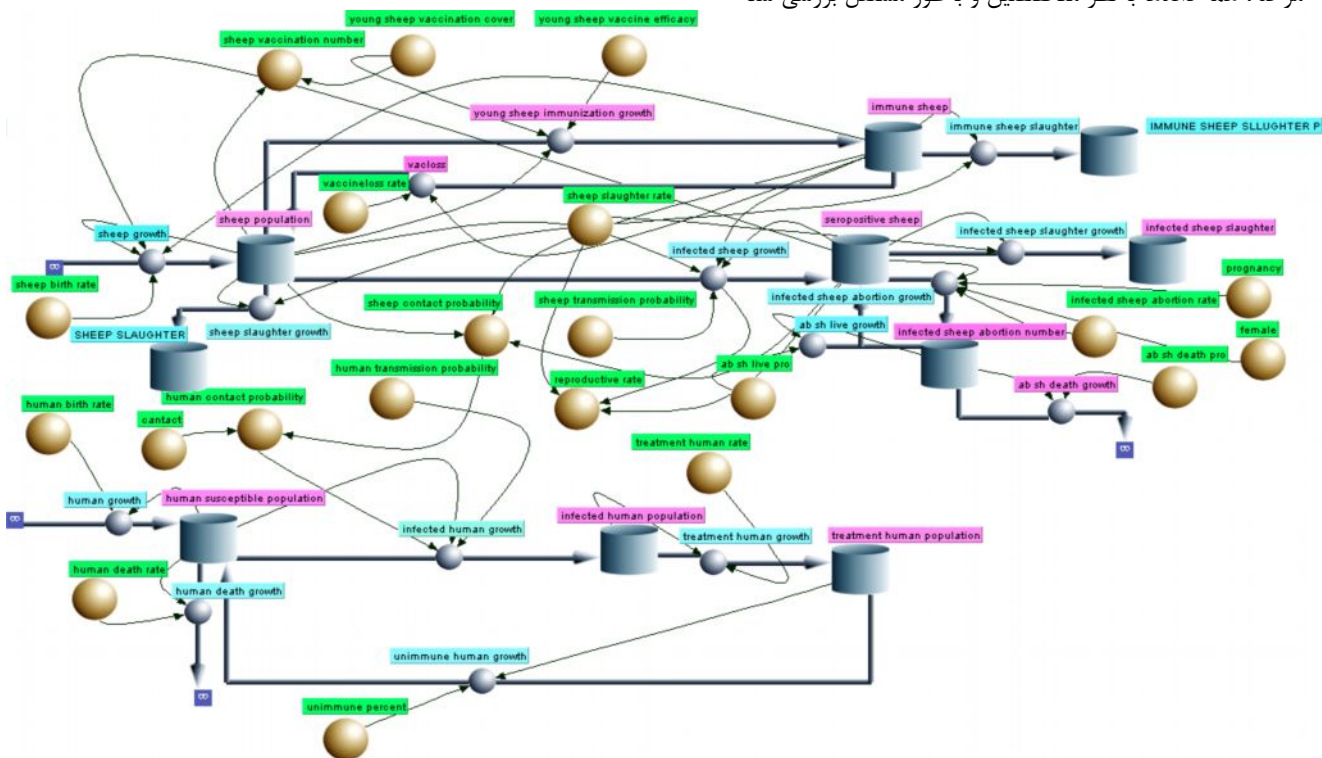 young sheep vaccination cover
young sheep vaccine efficacy
sheep vaccination number
young sheep immunization growth
immune sheep
immune sheep slaughter
IMMUNE SHEEP SLLUGHTER P
vacloss
vaccineloss rate
sheep slaughter rate
sheep population
seropositive sheep
sheep growth
infected sheep growth
infected sheep slaughter growth
infected sheep slaughter
∞
sheep birth rate
prognancy
sheep contact probability
sheep transmission probability
infected sheep abortion growth
infected sheep abortion rate
SHEEP SLAUGHTER
sheep slaughter growth
ab sh live growth
infected sheep abortion number
female
human transmission probability
ab sh live pro
ab sh death pro
reproductive rate
ab sh death growth
human birth rate
human contact probability
cantact
treatment human rate
∞
human growth
human susceptible population
infected human growth
infected human population
treatment human growth
treatment human population
∞
human death rate
human death growth
unimmune human growth
∞
unimmune percent